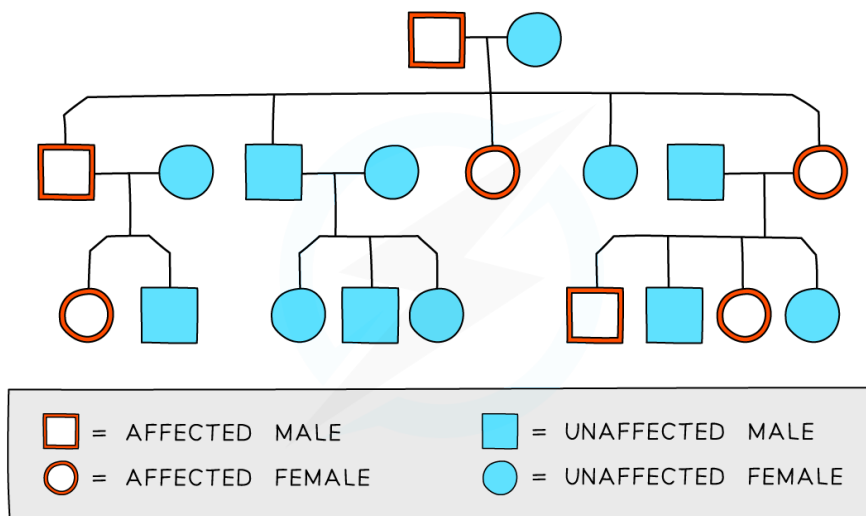 = AFFECTED MALE = UNAFFECTED MALE
= AFFECTED FEMALE = UNAFFECTED FEMALE